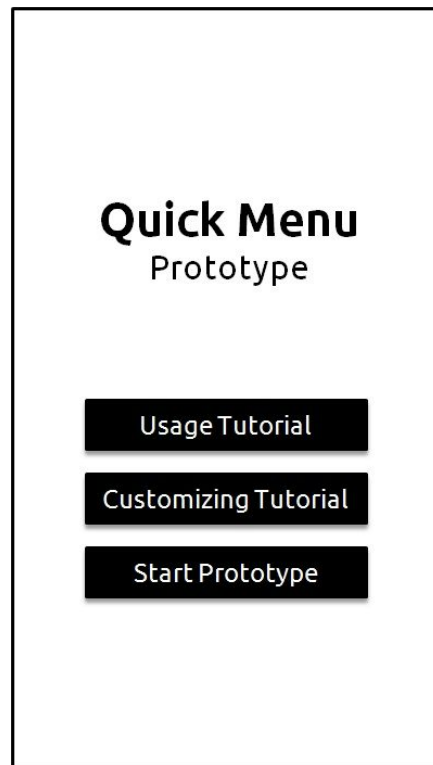 Quick Menu
Prototype
Usage Tutorial
Customizing Tutorial
Start Prototype